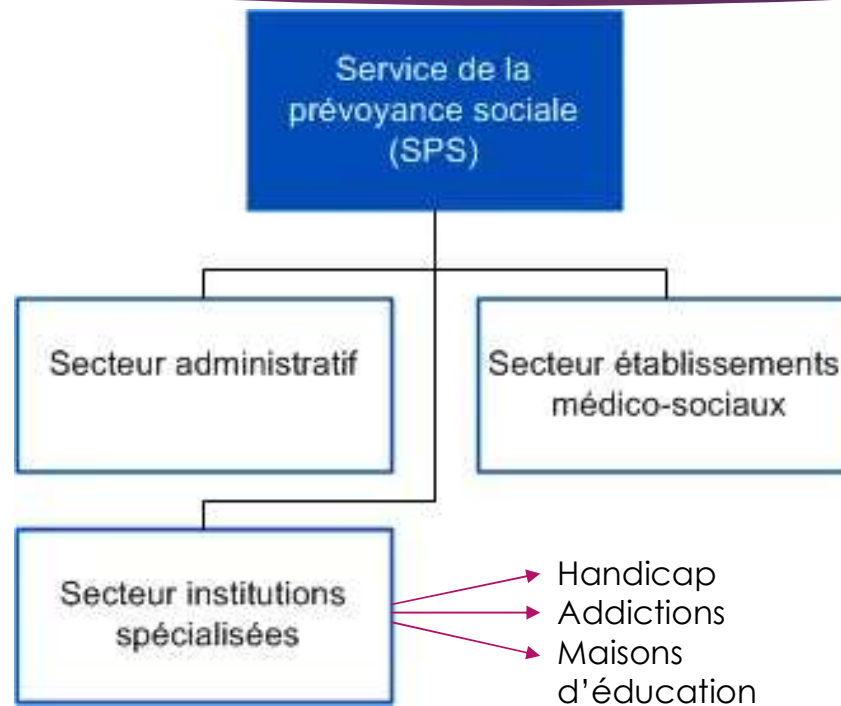 Service de la
prévoyance sociale
(SPS)
Secteur administratif
Secteur établissements
médico-sociaux
Secteur institutions
spécialisées
Handicap
Addictions
Maisons
d'éducation